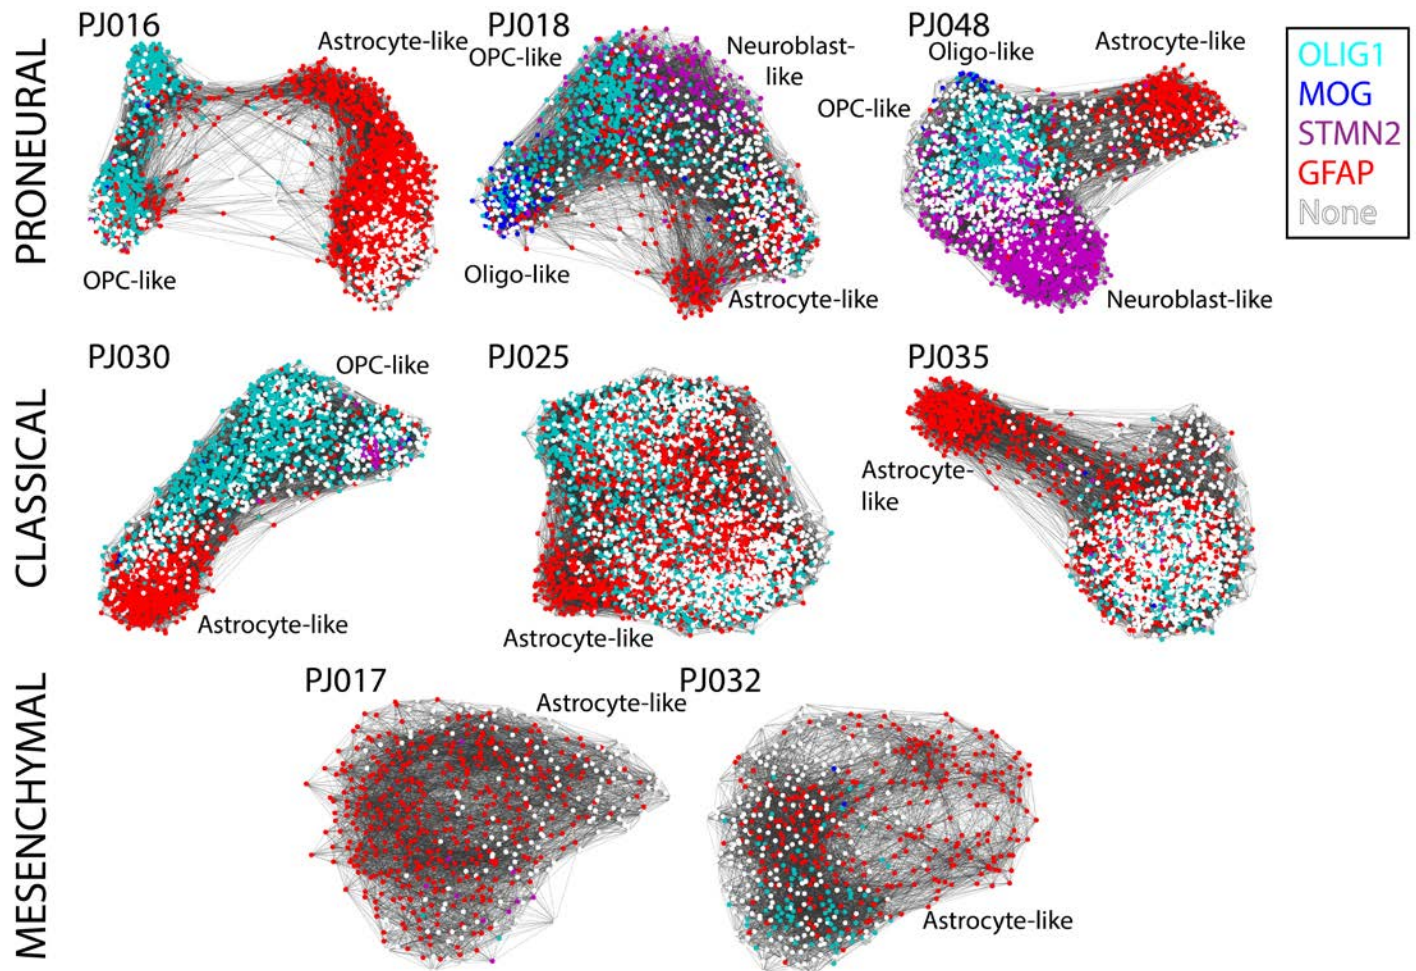 PRONEURAL
PJ016
Astrocyte-like
OPC-like
PJ018
OPC-like
Neuroblast-
like
Oligo-like
Astrocyte-like
PJ048
Oligo-like
Astrocyte-like
OPC-like
Neuroblast-like
OLIG1
MOG
STMN2
GFAP
None
CLASSICAL
PJ030
OPC-like
Astrocyte-like
PJ025
Astrocyte-like
PJ035
Astrocyte-
like
MESENCHYMAL
PJ017
Astrocyte-like
PJ032
Astrocyte-like